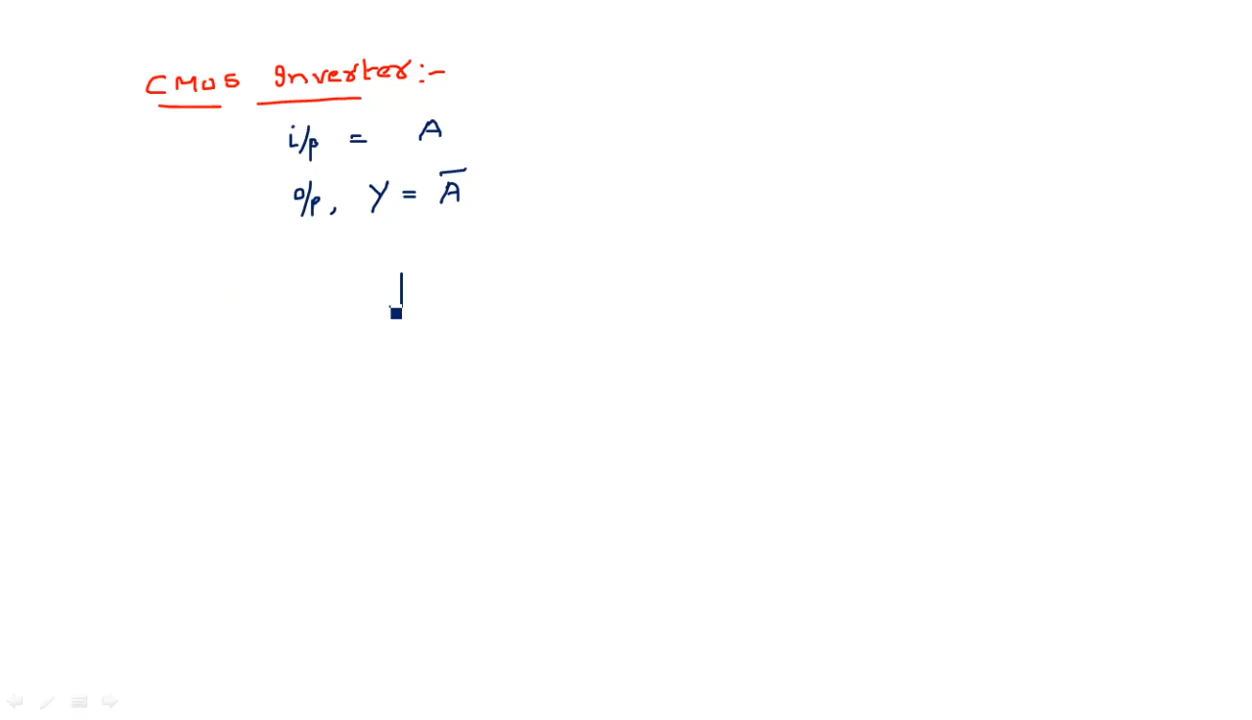 CMOS Inverter:-
i/p = A
o/p, Y = A̅